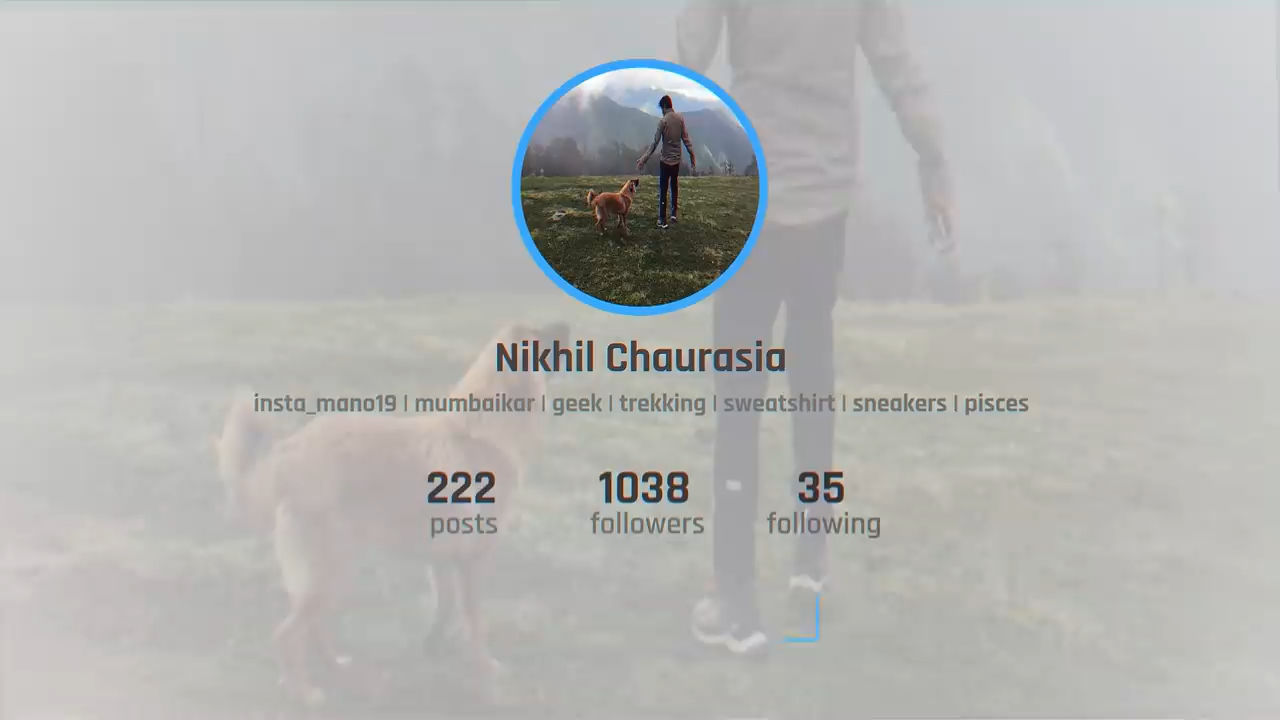 Nikhil Chaurasia
insta_mano19 | mumbaikar | geek | trekking | sweatshirt | sneakers | pisces
222 1038 35
posts followers following